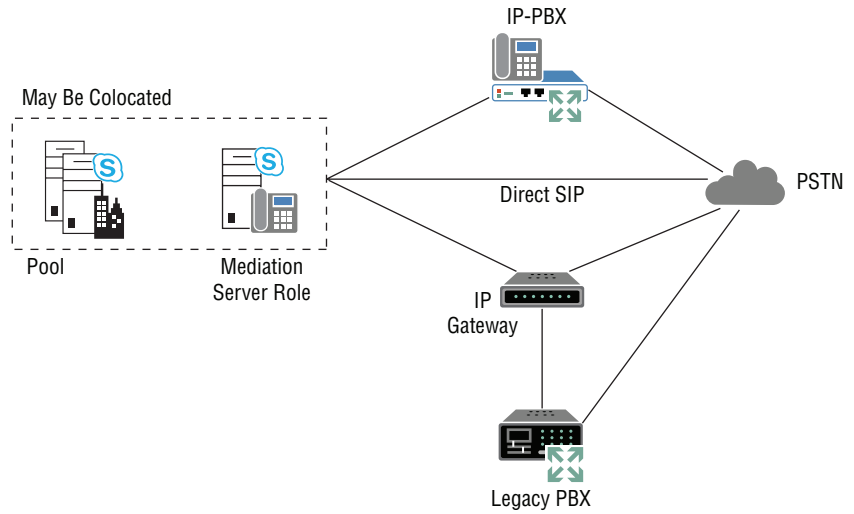 IP-PBX
May Be Colocated
S
S
Direct SIP
PSTN
Pool
Mediation
Server Role
IP
Gateway
Legacy PBX